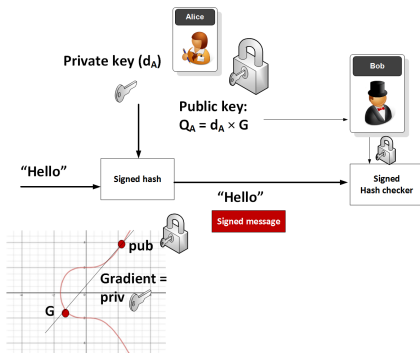 Alice
Private key (dA)
Bob
Public key:
QA = dA × G
“Hello”
Signed hash
“Hello”
Signed
Hash checker
Signed message
pub
Gradient =
priv
G